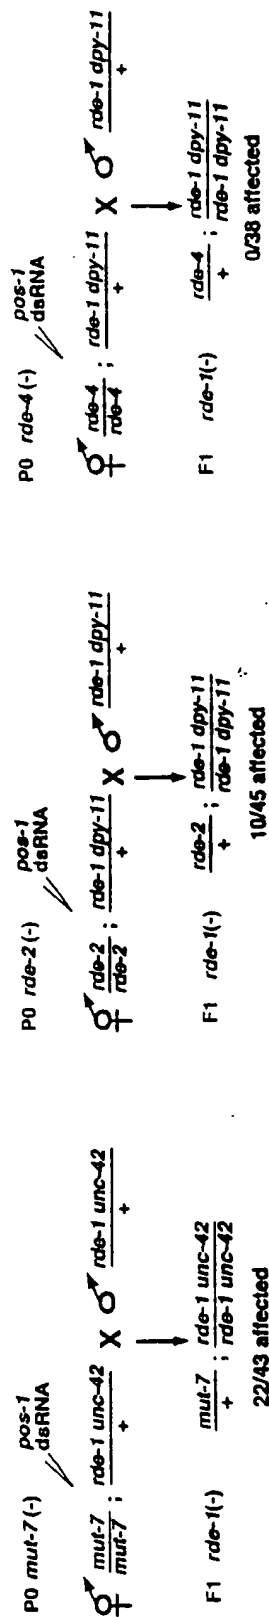 P0 mut-7(-)
pos-1
dsRNA
mut-7
mut-7
;
rde-1 unc-42
+
X
rde-1 unc-42
+
F1 rde-1(-)
mut-7
+
;
rde-1 unc-42
rde-1 unc-42
22/43 affected
P0 rde-2(-)
pos-1
dsRNA
rde-2
rde-2
;
rde-1 dpy-11
+
X
rde-1 dpy-11
+
F1 rde-1(-)
rde-2
+
;
rde-1 dpy-11
rde-1 dpy-11
10/45 affected
P0 rde-4(-)
pos-1
dsRNA
rde-4
rde-4
;
rde-1 dpy-11
+
X
rde-1 dpy-11
+
F1 rde-1(-)
rde-4
+
;
rde-1 dpy-11
rde-1 dpy-11
0/38 affected